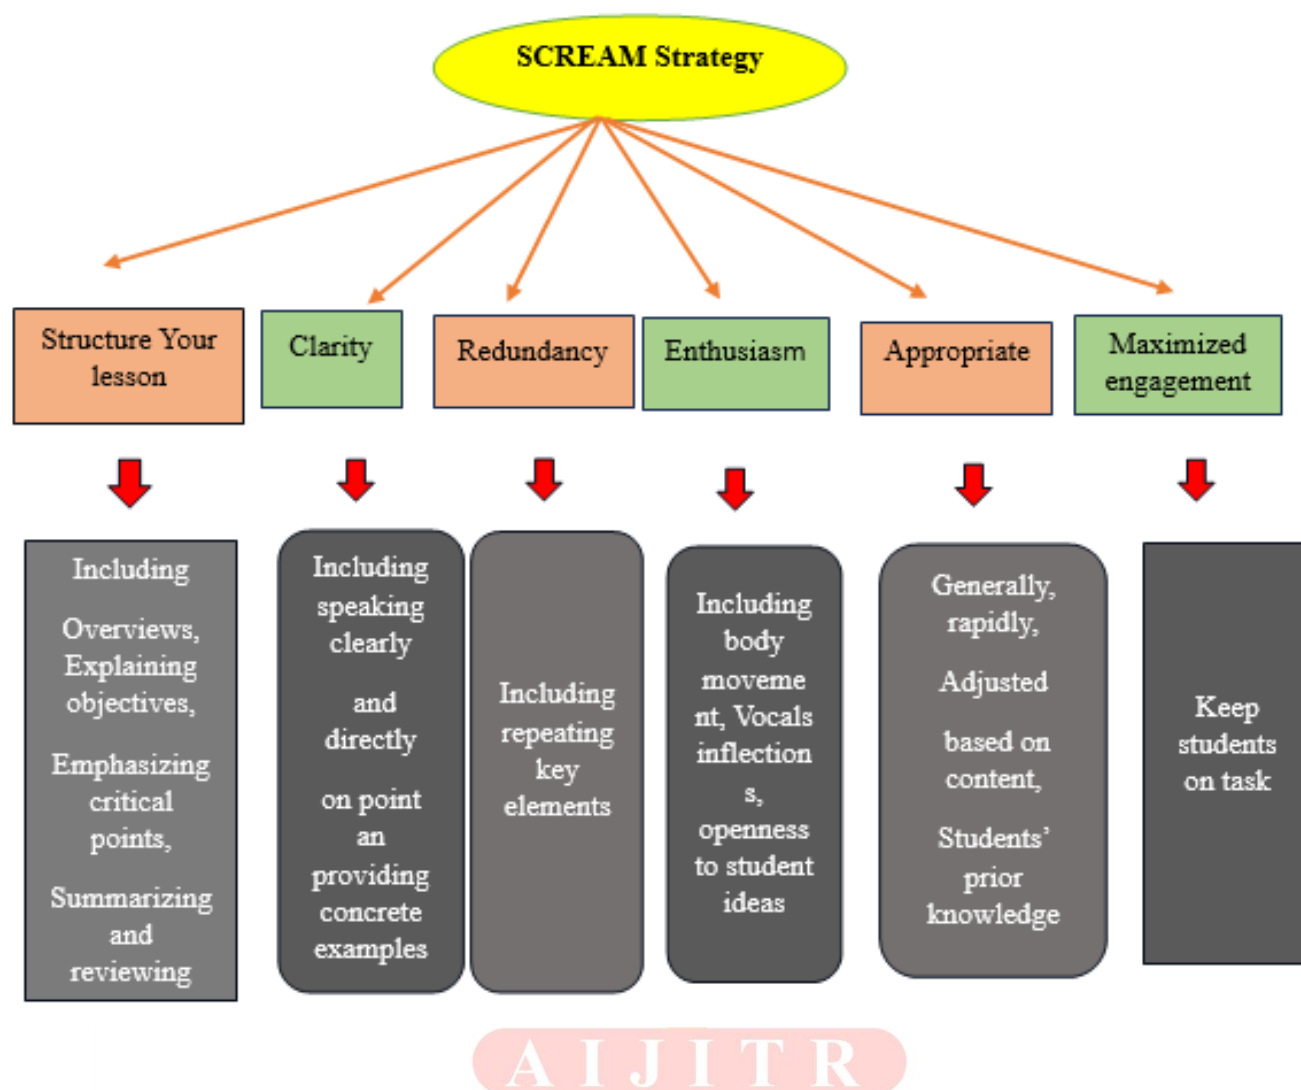 SCREAM Strategy
Structure Your
lesson
Clarity
Redundancy
Enthusiasm
Appropriate
Maximized
engagement
Including
Overviews,
Explaining
objectives,
Emphasizing
critical
points,
Summarizing
and
reviewing
Including
speaking
clearly
and
directly
on point
an
providing
concrete
examples
Including
repeating
key
elements
Including
body
moveme
nt, Vocals
inflection
s,
openness
to student
ideas
Generally,
rapidly,
Adjusted
based on
content,
Students’
prior
knowledge
Keep
students
on task
A I J I T R